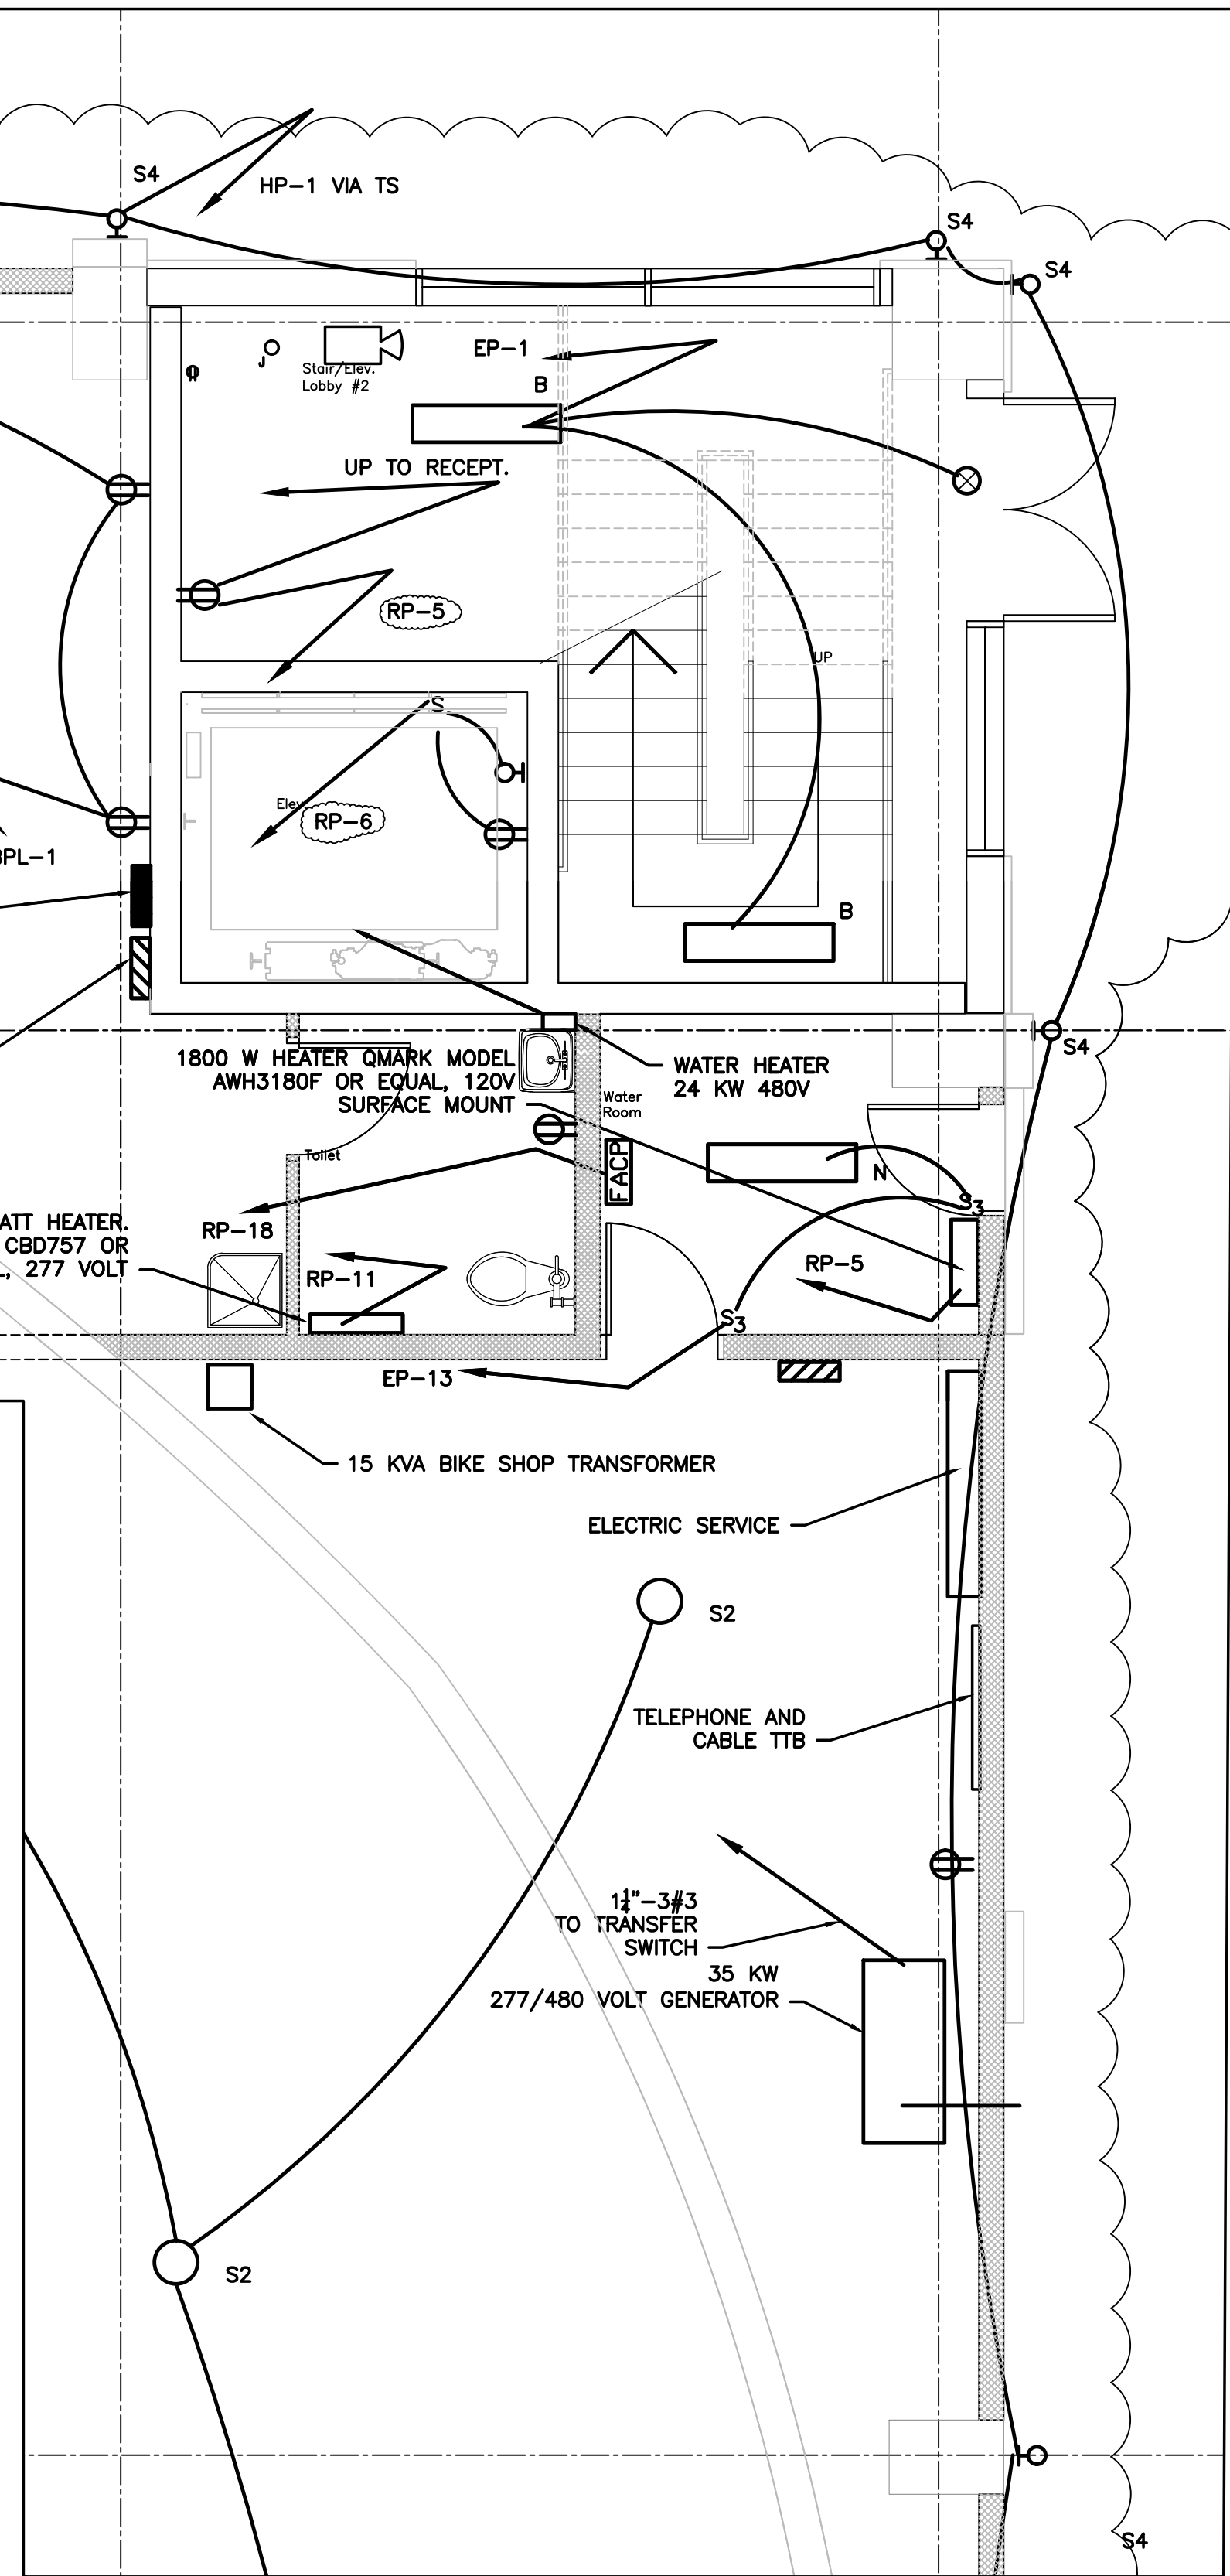 S4
HP-1 VIA TS
S4
S4
EP-1
J
Stair/Elev.
Lobby #2
B
UP TO RECEPT.
RP-5
UP
S
Elev
RP-6
BPL-1
B
S4
1800 W HEATER QMARK MODEL
AWH3180F OR EQUAL, 120V
SURFACE MOUNT
WATER HEATER
24 KW 480V
Water
Room
Toilet
FACP
N
S3
ATT HEATER.
CBD757 OR
L, 277 VOLT
RP-18
RP-11
RP-5
S3
EP-13
15 KVA BIKE SHOP TRANSFORMER
ELECTRIC SERVICE
S2
TELEPHONE AND
CABLE TTB
1¼"-3#3
TO TRANSFER
SWITCH
35 KW
277/480 VOLT GENERATOR
S2
S4